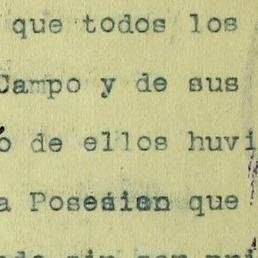 que todos los
Campo y de sus
ó de ellos huvi
a Posesion que